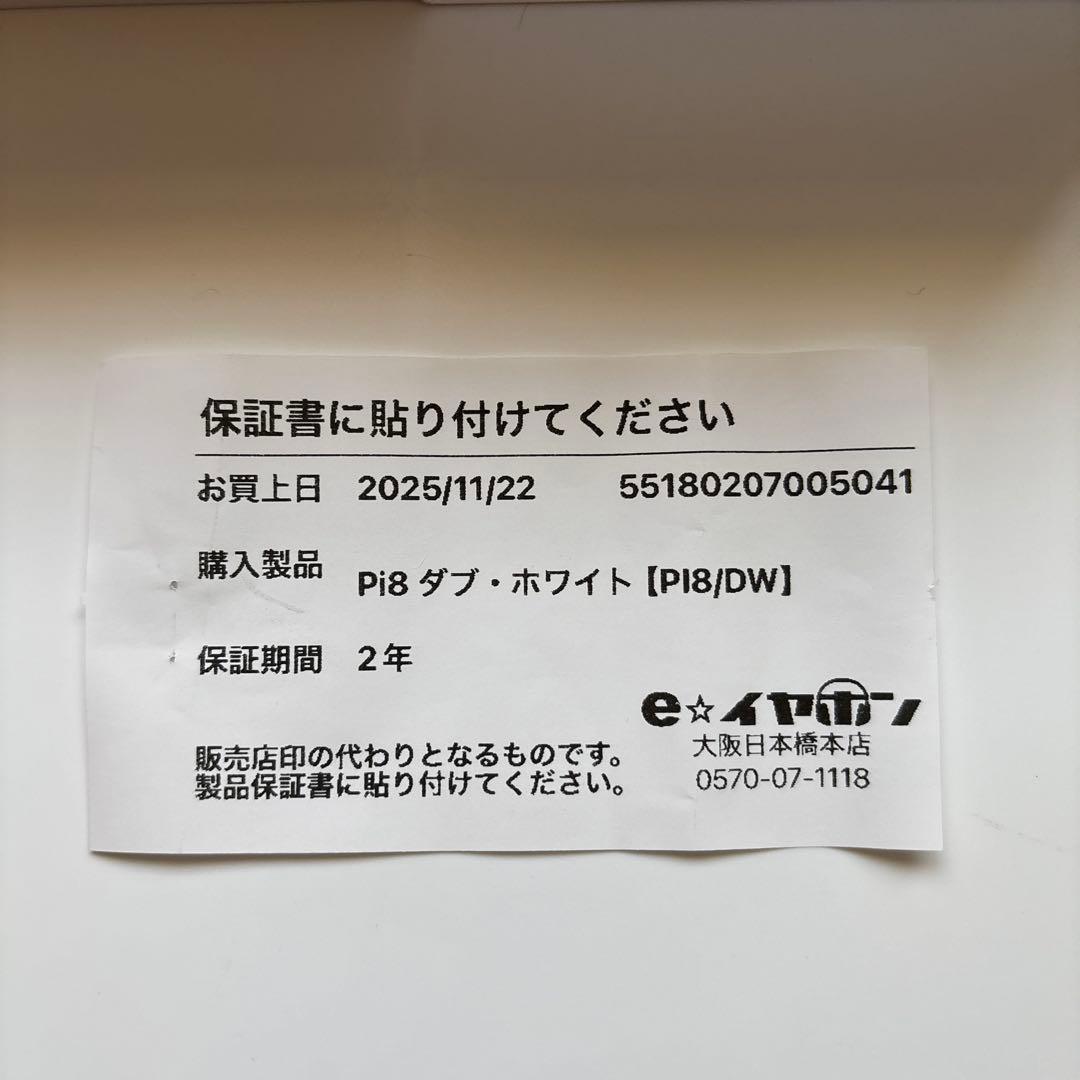 保証書に貼り付けてください
お買上日 2025/11/22 55180207005041
購入製品 Pi8 ダブ・ホワイト【PI8/DW】
保証期間 2年
e☆イヤホン
大阪日本橋本店
0570-07-1118
販売店印の代わりとなるものです。
製品保証書に貼り付けてください。